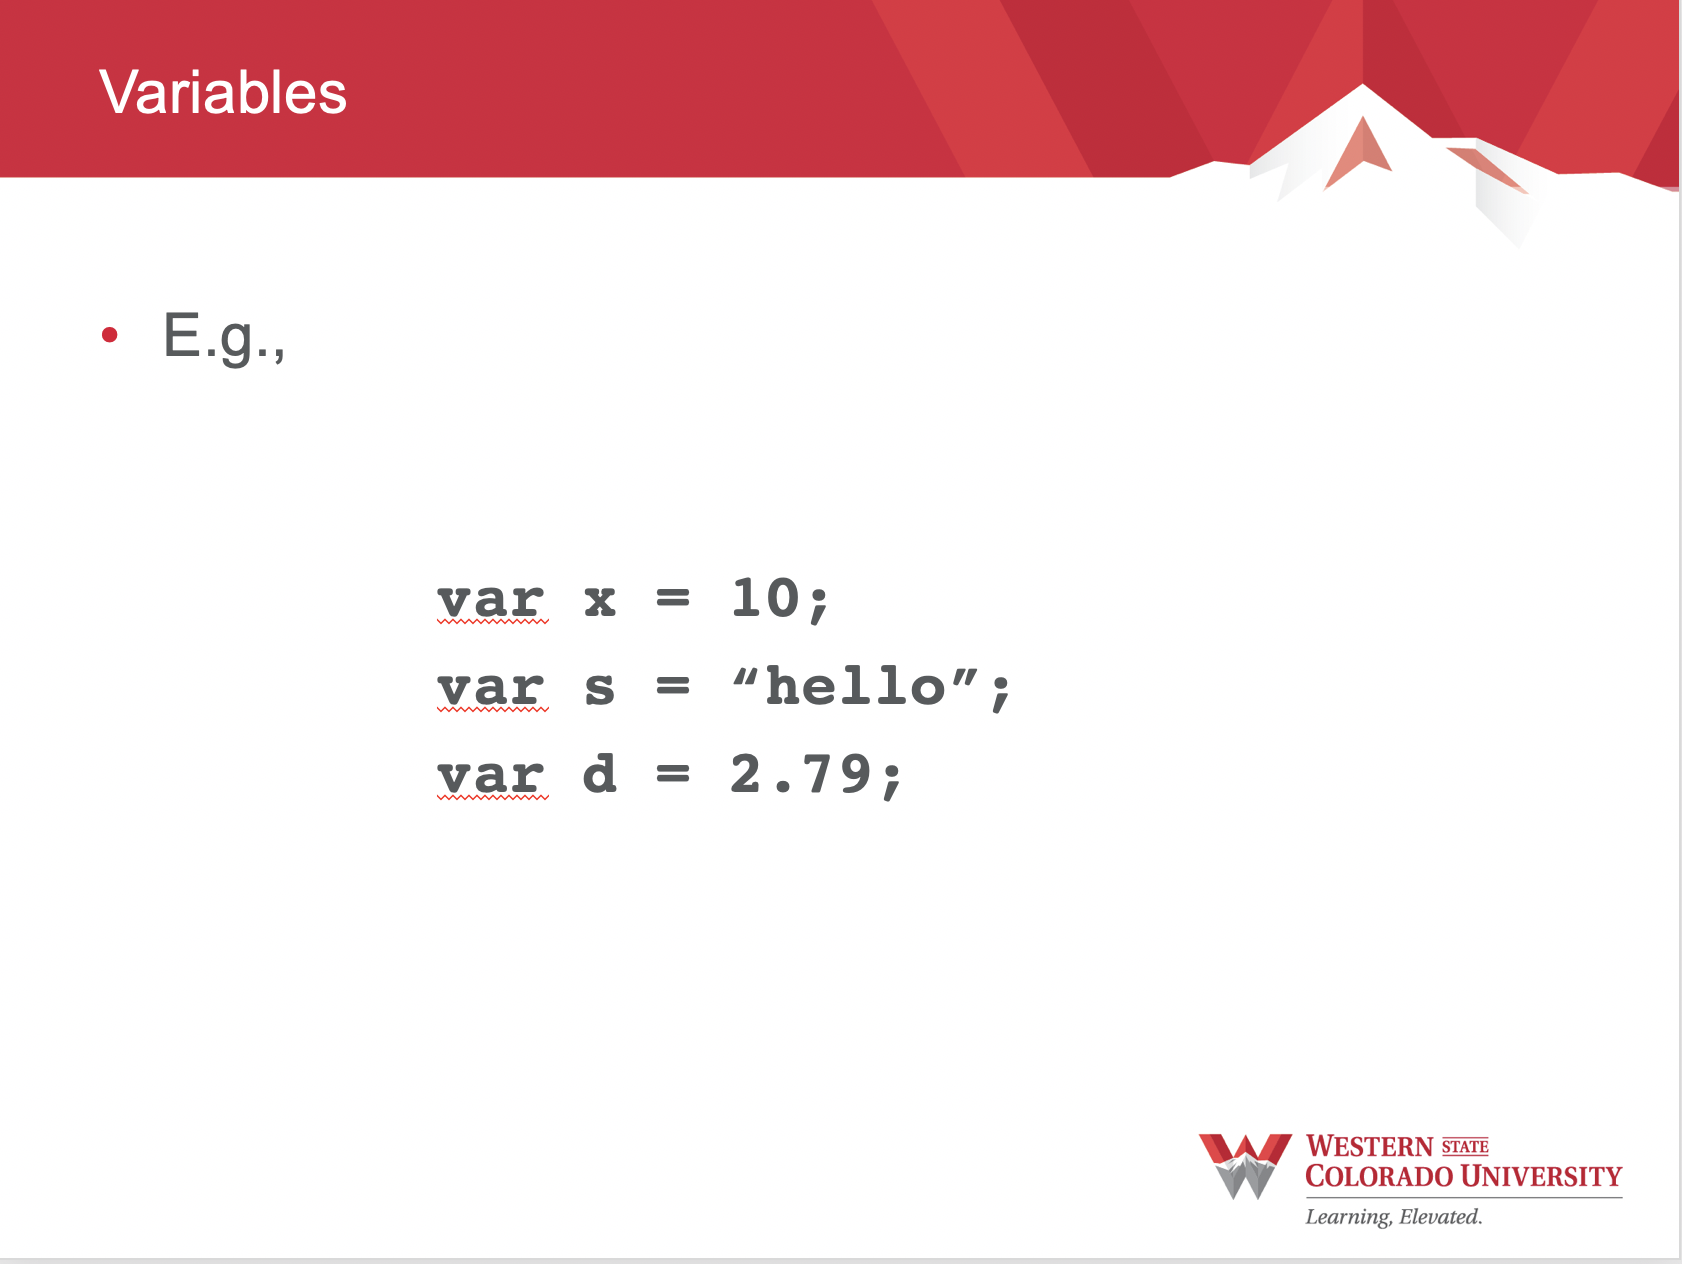 Variables
• E.g.,
var x = 10;
var s = “hello”;
var d = 2.79;
WESTERN STATE
COLORADO UNIVERSITY
Learning, Elevated.